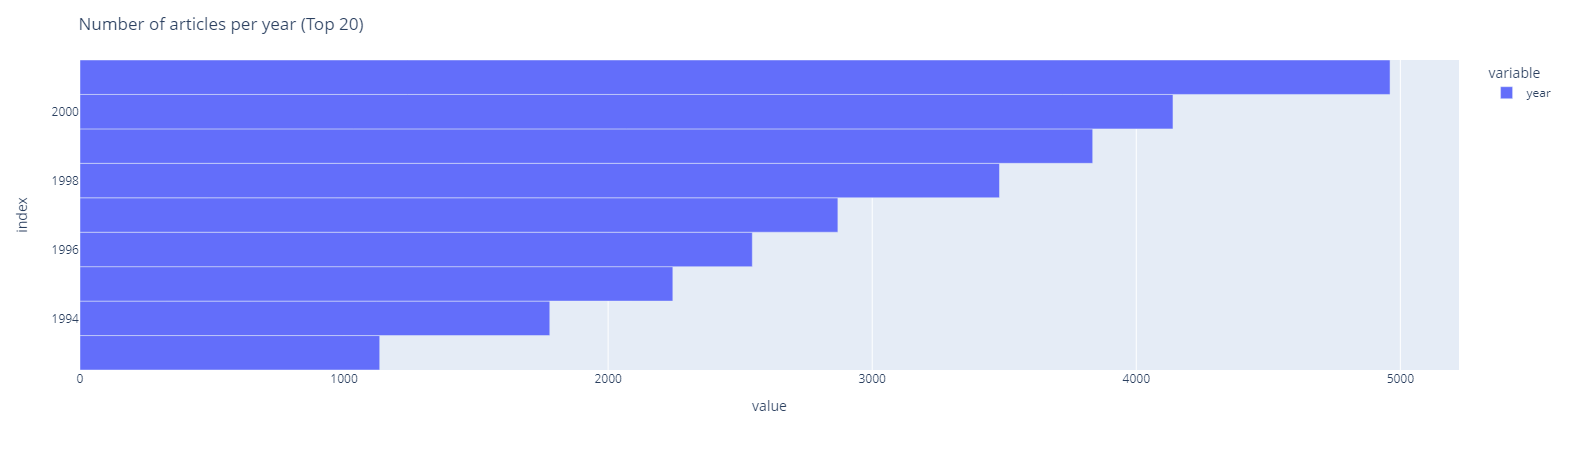 Number of articles per year (Top 20)
variable
year
2000
1998
1996
1994
index
0 1000 2000 3000 4000 5000
value